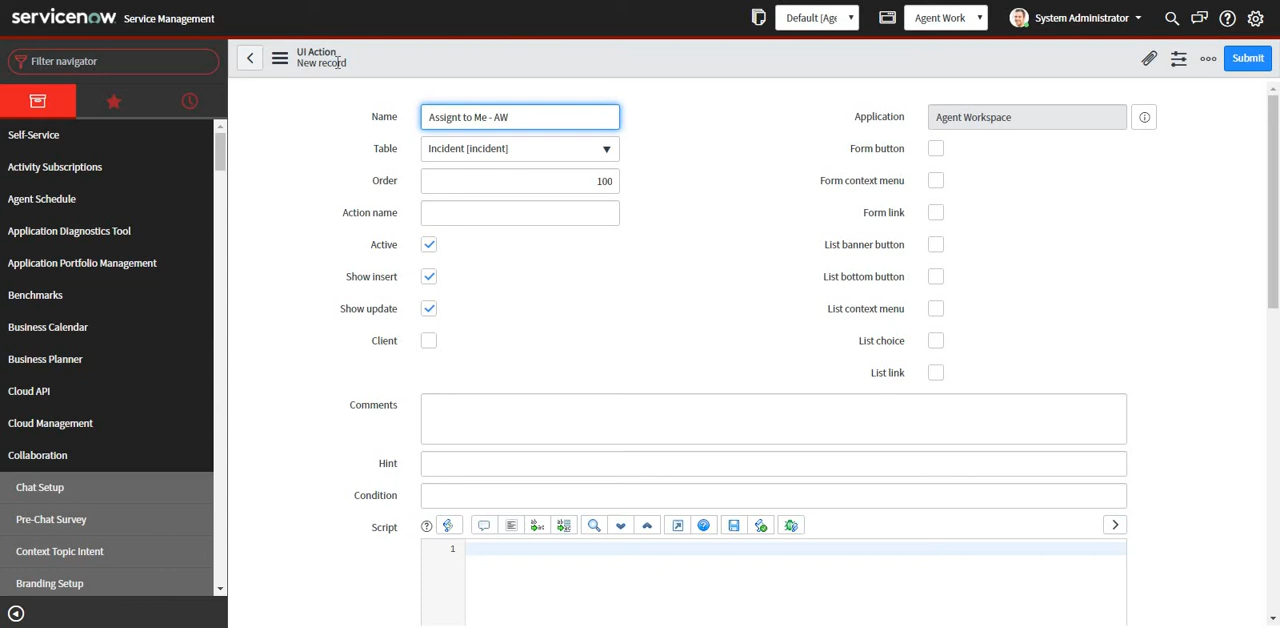 servicenow Service Management
Default [Age
Agent Work
System Administrator
Filter navigator
UI Action
New record
Submit
Self-Service
Activity Subscriptions
Agent Schedule
Application Diagnostics Tool
Application Portfolio Management
Benchmarks
Business Calendar
Business Planner
Cloud API
Cloud Management
Collaboration
Chat Setup
Pre-Chat Survey
Context Topic Intent
Branding Setup
Name Assignt to Me - AW
Table Incident [incident]
Order 100
Action name
Active
Show insert
Show update
Client
Application Agent Workspace
Form button
Form context menu
Form link
List banner button
List bottom button
List context menu
List choice
List link
Comments
Hint
Condition
Script
1